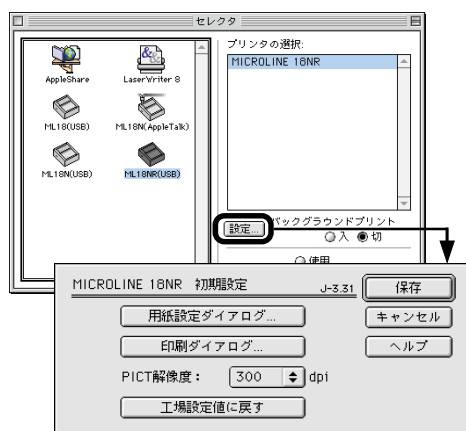 セレクタ
AppleShare
LaserWriter 8
ML18(USB)
ML18N(AppleTalk)
ML18N(USB)
ML18NR(USB)
プリンタの選択:
MICROLINE 18NR
設定...
バックグラウンドプリント
入 切
使用
MICROLINE 18NR 初期設定
J-3.31
保存
用紙設定ダイアログ...
キャンセル
印刷ダイアログ...
ヘルプ
PICT解像度： 300 dpi
工場設定値に戻す